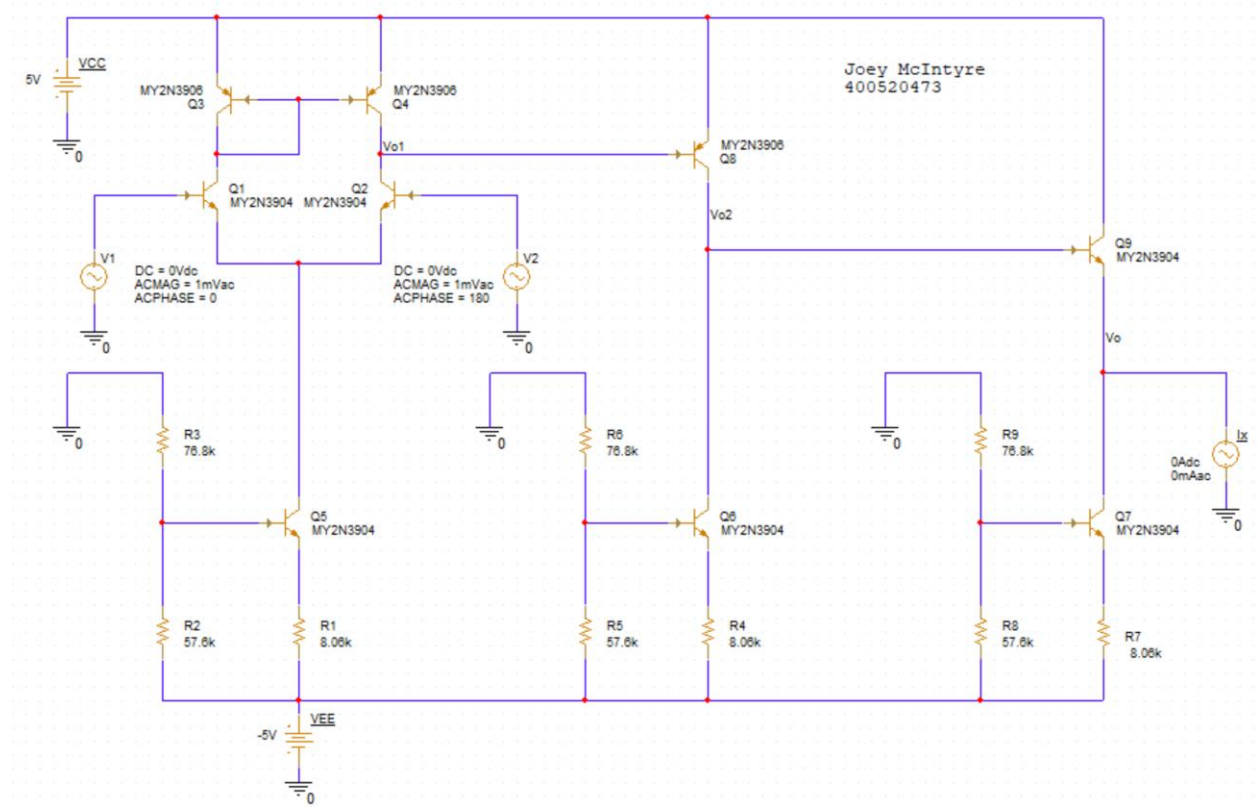 VCC
5V
0
MY2N3906
Q3
MY2N3906
Q4
Joey McIntyre
400520473
Vo1
MY2N3906
Q8
Q1
MY2N3904
Q2
MY2N3904
Vo2
Q9
MY2N3904
V1
DC = 0Vdc
ACMAG = 1mVac
ACPHASE = 0
0
DC = 0Vdc
ACMAG = 1mVac
ACPHASE = 180
V2
0
Vo
0
R3
76.8k
0
R6
76.8k
0
R9
76.8k
Ix
0Adc
0mAac
0
Q5
MY2N3904
Q6
MY2N3904
Q7
MY2N3904
R2
57.6k
R1
8.06k
R5
57.6k
R4
8.06k
R8
57.6k
R7
8.06k
VEE
-5V
0